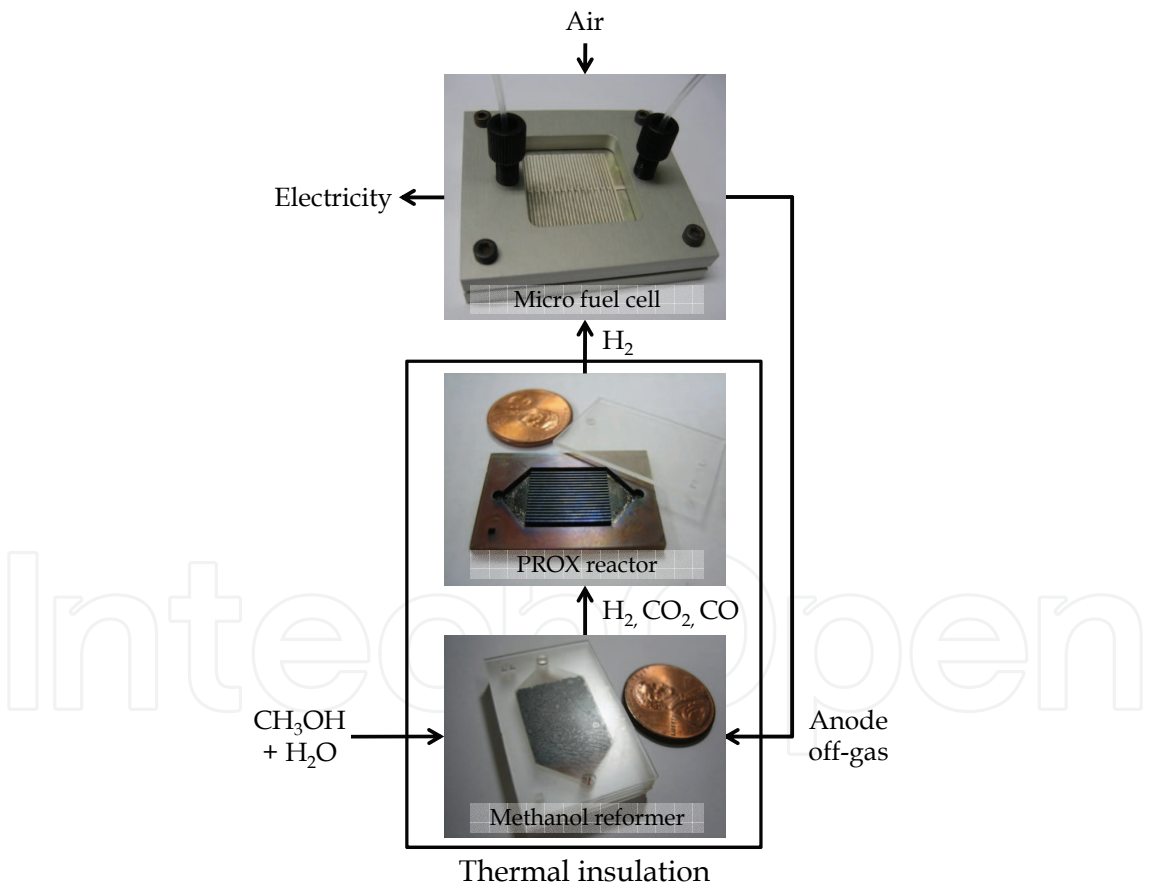 Air
Electricity
Micro fuel cell
H₂
PROX reactor
H₂, CO₂, CO
CH₃OH
+ H₂O
Anode
off-gas
Methanol reformer
Thermal insulation
IntechOpen